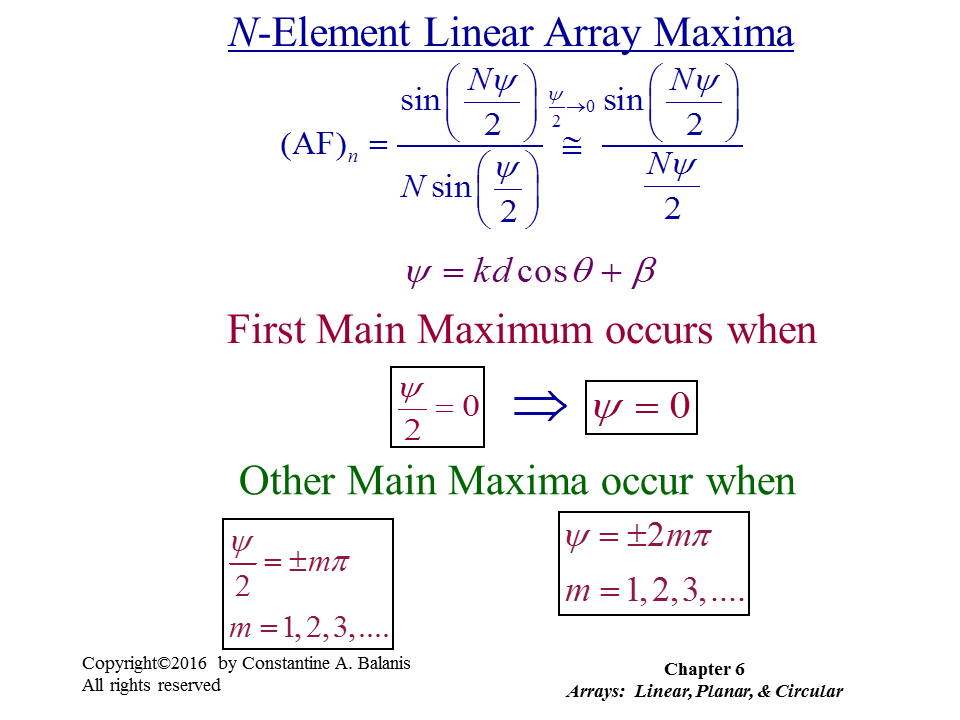 N-Element Linear Array Maxima
(AF)ₙ = sin(Nψ/2) / N sin(ψ/2) ≅ (ψ/2→0) sin(Nψ/2) / (Nψ/2)
ψ = kd cos θ + β
First Main Maximum occurs when
ψ/2 = 0 ⇒ ψ = 0
Other Main Maxima occur when
ψ/2 = ±mπ
m = 1, 2, 3, ....
ψ = ±2mπ
m = 1, 2, 3, ....
Copyright©2016 by Constantine A. Balanis
All rights reserved
Chapter 6
Arrays: Linear, Planar, & Circular